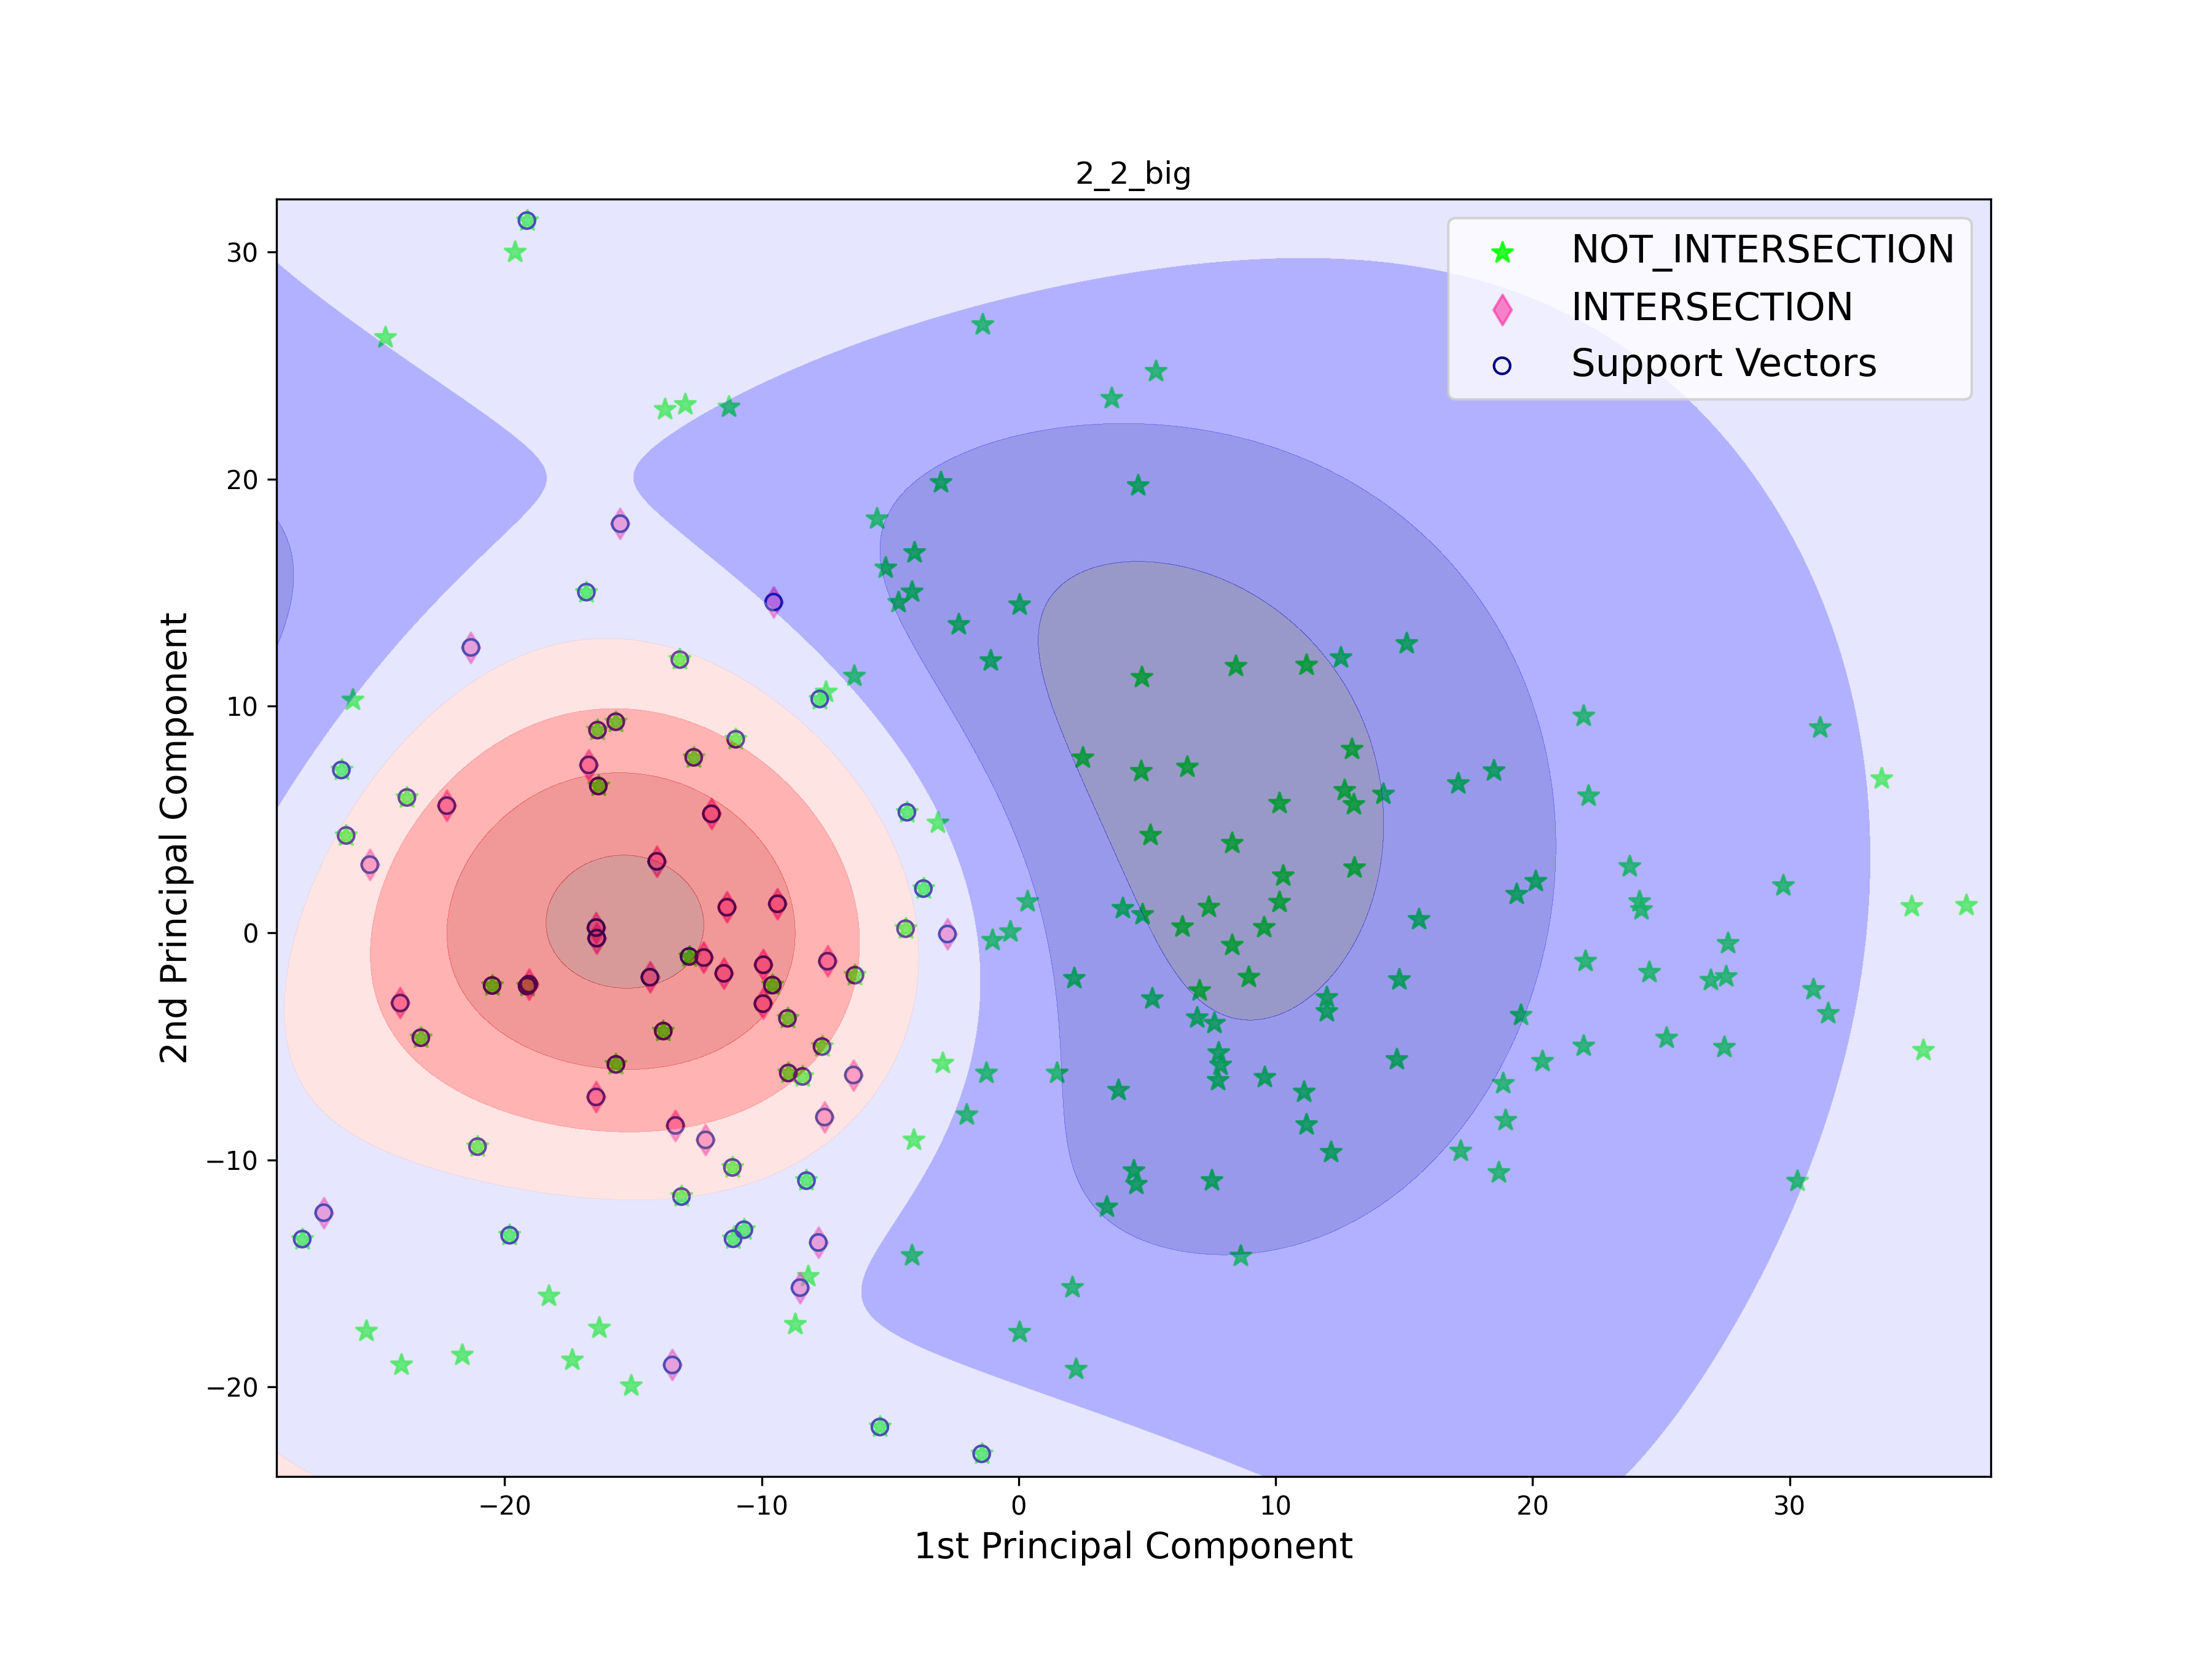 2_2_big
NOT_INTERSECTION
INTERSECTION
Support Vectors
30
20
10
0
−10
−20
2nd Principal Component
−20
−10
0
10
20
30
1st Principal Component